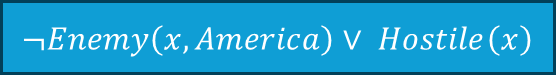 ¬Enemy(x, America) ∨ Hostile(x)